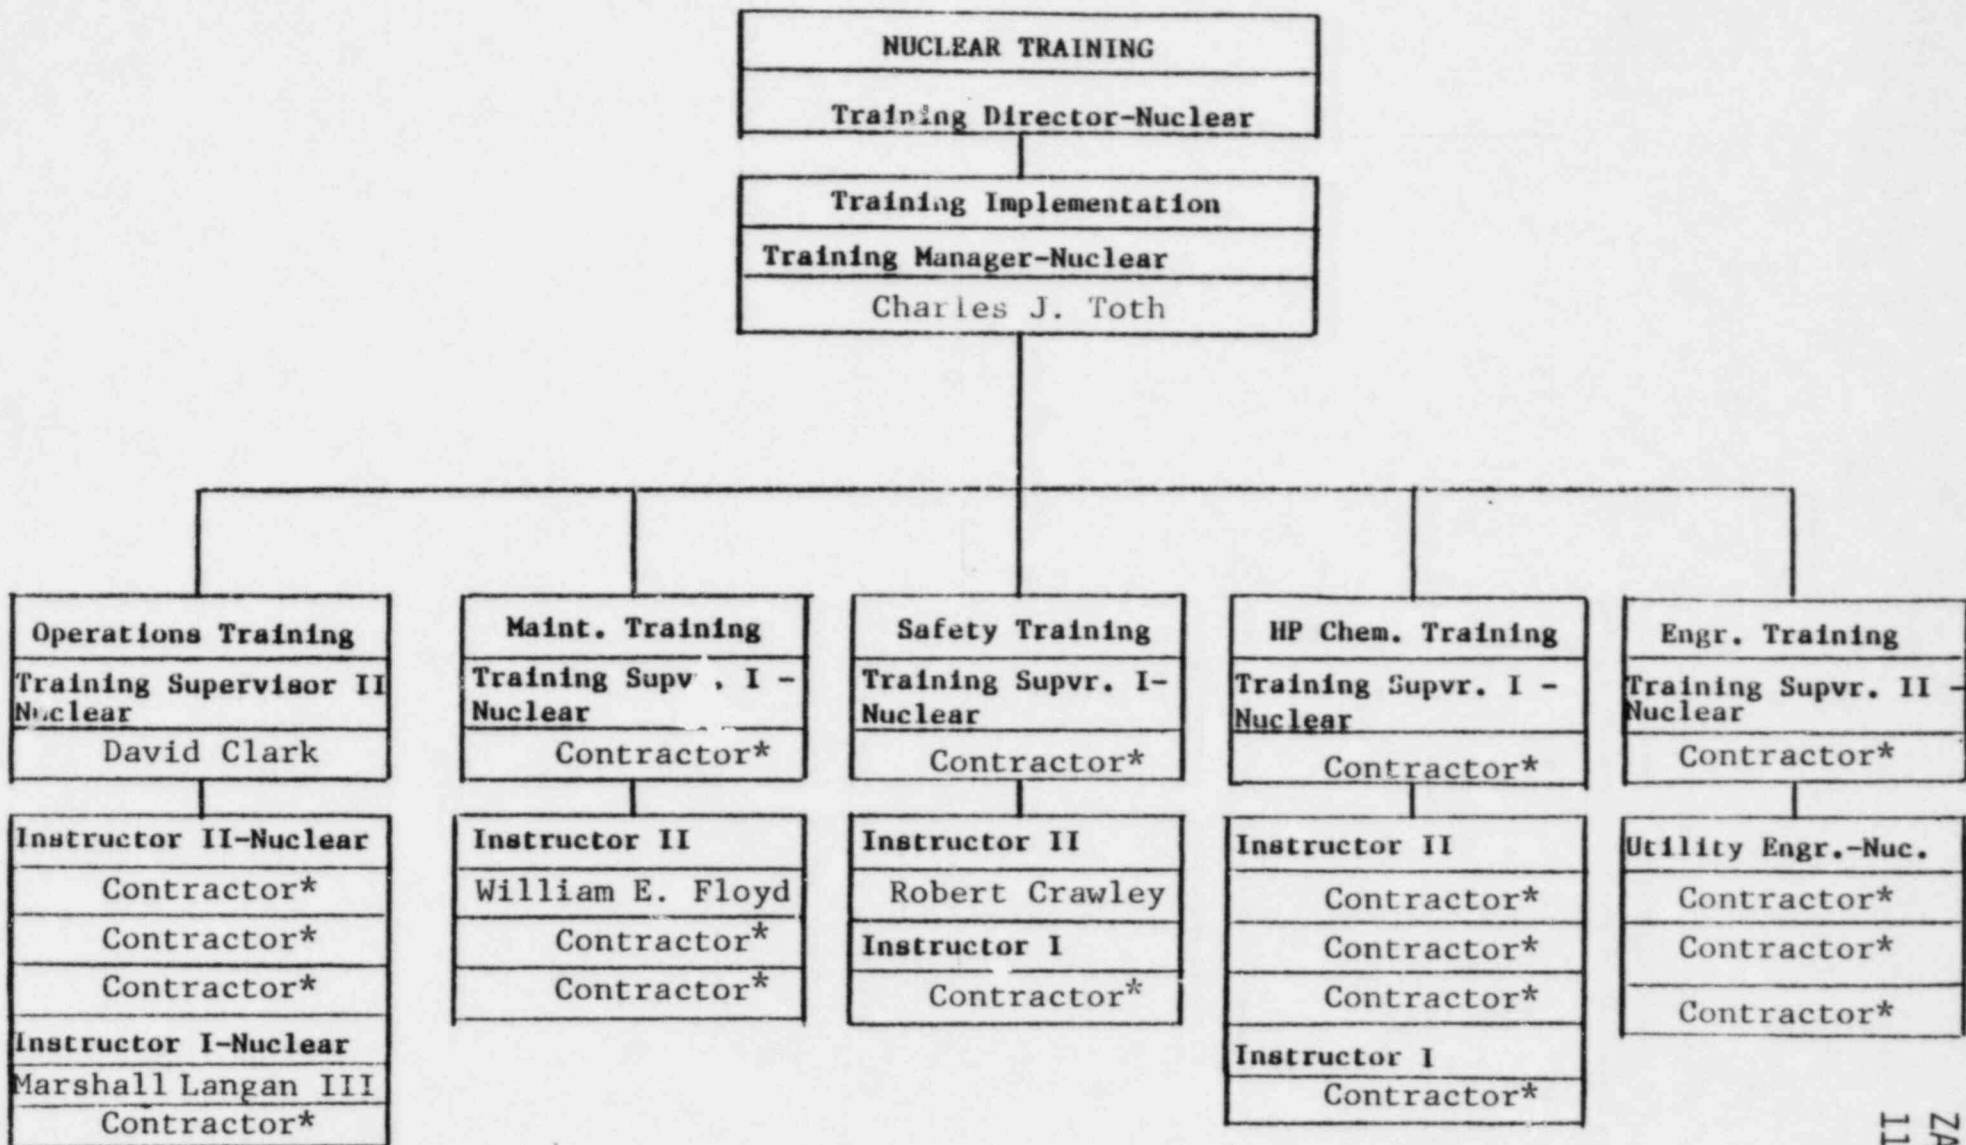 NUCLEAR TRAINING
Training Director-Nuclear
Training Implementation
Training Manager-Nuclear
Charles J. Toth
Operations Training
Training Supervisor II
Nuclear
David Clark
Instructor II-Nuclear
Contractor*
Contractor*
Contractor*
Instructor I-Nuclear
Marshall Langan III
Contractor*
Maint. Training
Training Supv . I -
Nuclear
Contractor*
Instructor II
William E. Floyd
Contractor*
Contractor*
Safety Training
Training Supvr. I-
Nuclear
Contractor*
Instructor II
Robert Crawley
Instructor I
Contractor*
HP Chem. Training
Training Supvr. I -
Nuclear
Contractor*
Instructor II
Contractor*
Contractor*
Contractor*
Instructor I
Contractor*
Engr. Training
Training Supvr. II -
Nuclear
Contractor*
Utility Engr.-Nuc.
Contractor*
Contractor*
Contractor*